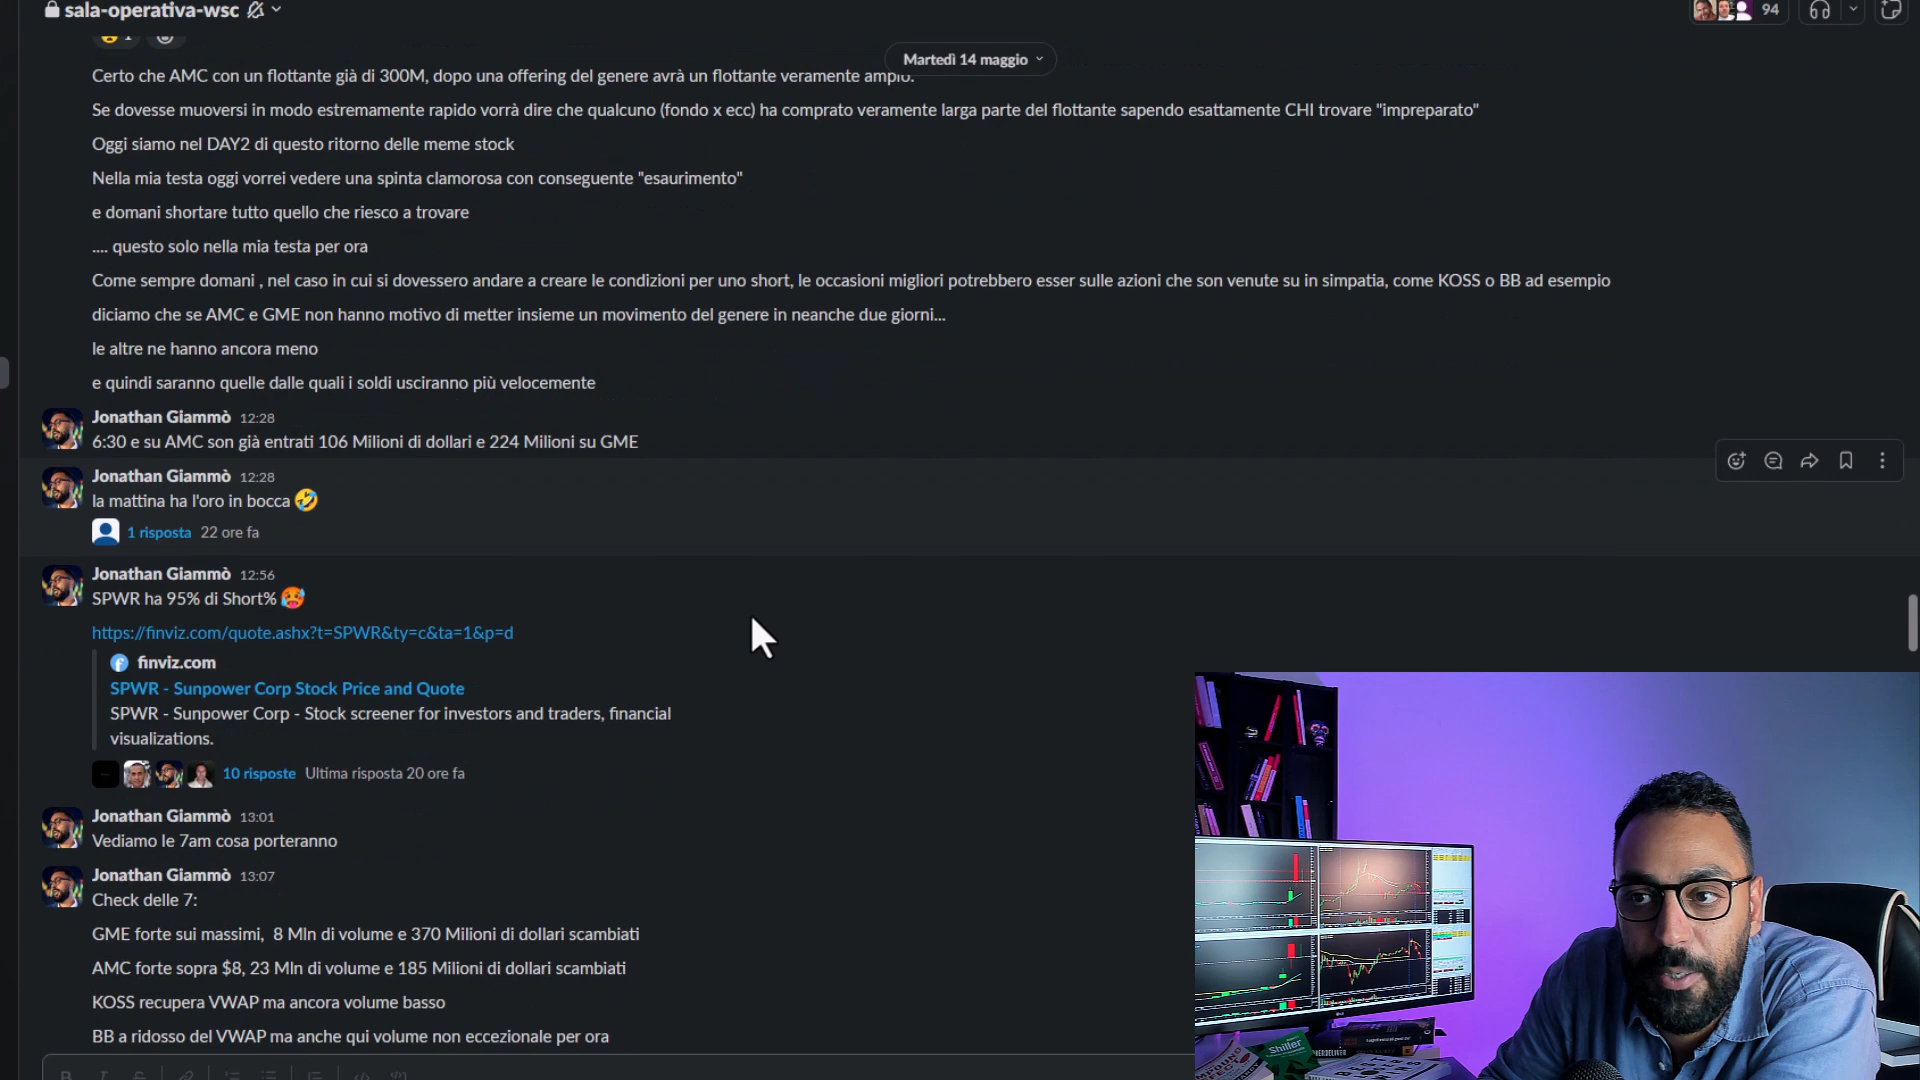 sala-operativa-wsc
94
1
Martedì 14 maggio
Certo che AMC con un flottante già di 300M, dopo una offering del genere avrà un flottante veramente ampio.
Se dovesse muoversi in modo estremamente rapido vorrà dire che qualcuno (fondo x ecc) ha comprato veramente larga parte del flottante sapendo esattamente CHI trovare "impreparato"
Oggi siamo nel DAY2 di questo ritorno delle meme stock
Nella mia testa oggi vorrei vedere una spinta clamorosa con conseguente "esaurimento"
e domani shortare tutto quello che riesco a trovare
.... questo solo nella mia testa per ora
Come sempre domani , nel caso in cui si dovessero andare a creare le condizioni per uno short, le occasioni migliori potrebbero esser sulle azioni che son venute su in simpatia, come KOSS o BB ad esempio
diciamo che se AMC e GME non hanno motivo di metter insieme un movimento del genere in neanche due giorni...
le altre ne hanno ancora meno
e quindi saranno quelle dalle quali i soldi usciranno più velocemente
Jonathan Giammò 12:28
6:30 e su AMC son già entrati 106 Milioni di dollari e 224 Milioni su GME
Jonathan Giammò 12:28
la mattina ha l'oro in bocca 🤣
1 risposta 22 ore fa
Jonathan Giammò 12:56
SPWR ha 95% di Short% 🥵
https://finviz.com/quote.ashx?t=SPWR&ty=c&ta=1&p=d
finviz.com
SPWR - Sunpower Corp Stock Price and Quote
SPWR - Sunpower Corp - Stock screener for investors and traders, financial
visualizations.
10 risposte Ultima risposta 20 ore fa
Jonathan Giammò 13:01
Vediamo le 7am cosa porteranno
Jonathan Giammò 13:07
Check delle 7:
GME forte sui massimi,  8 Mln di volume e 370 Milioni di dollari scambiati
AMC forte sopra $8, 23 Mln di volume e 185 Milioni di dollari scambiati
KOSS recupera VWAP ma ancora volume basso
BB a ridosso del VWAP ma anche qui volume non eccezionale per ora
Shiller